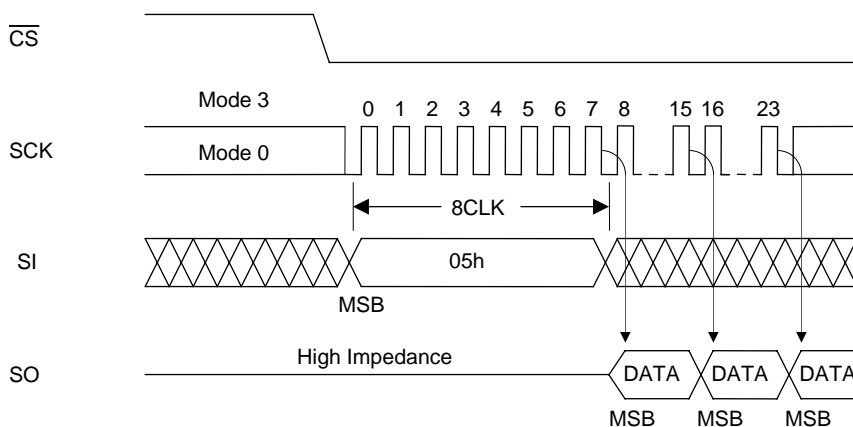 CS
Mode 3
0 1 2 3 4 5 6 7 8 15 16 23
SCK
Mode 0
8CLK
SI
05h
MSB
High Impedance
SO
DATA DATA DATA
MSB MSB MSB